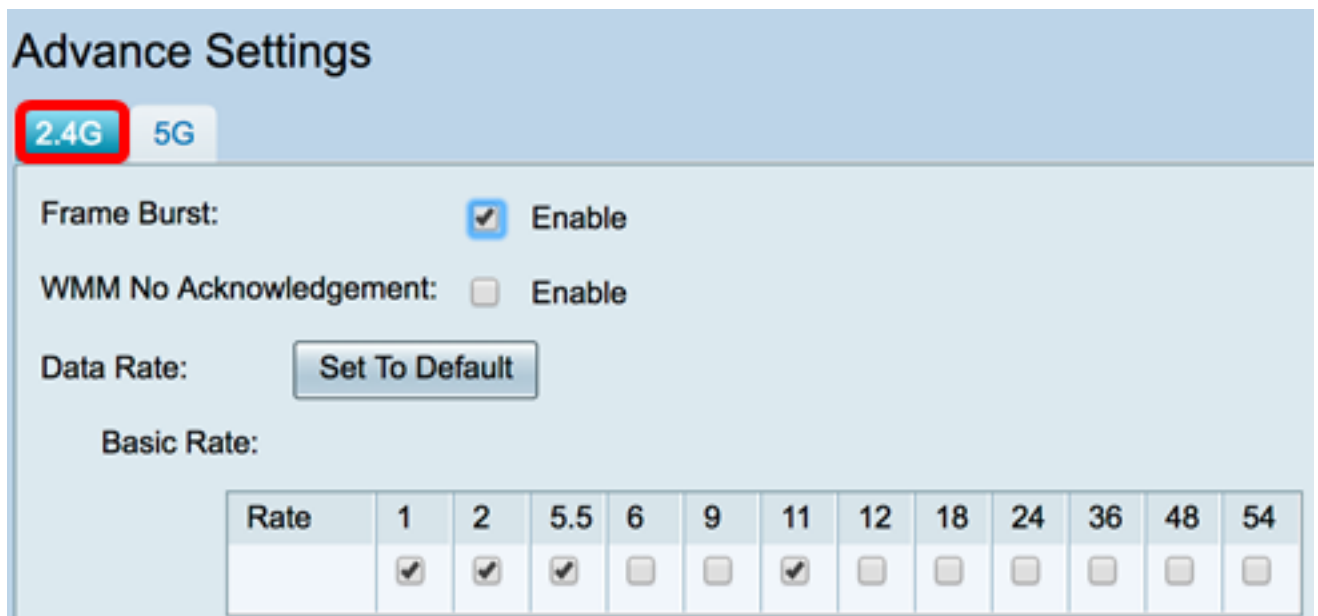 Advance Settings
2.4G 5G
Frame Burst: Enable
WMM No Acknowledgement: Enable
Data Rate: Set To Default
Basic Rate:
Rate 1 2 5.5 6 9 11 12 18 24 36 48 54